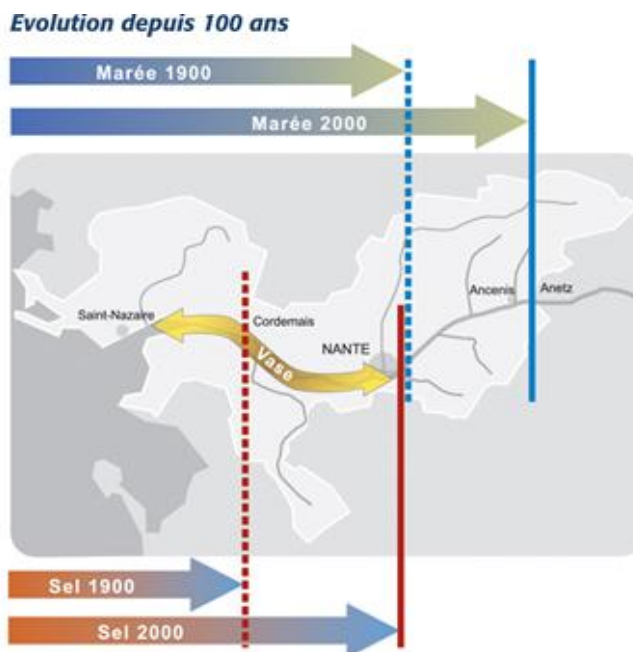 Evolution depuis 100 ans
Marée 1900
Marée 2000
Saint-Nazaire
Cordemais
Vase
NANTE
Ancenis
Anetz
Sel 1900
Sel 2000